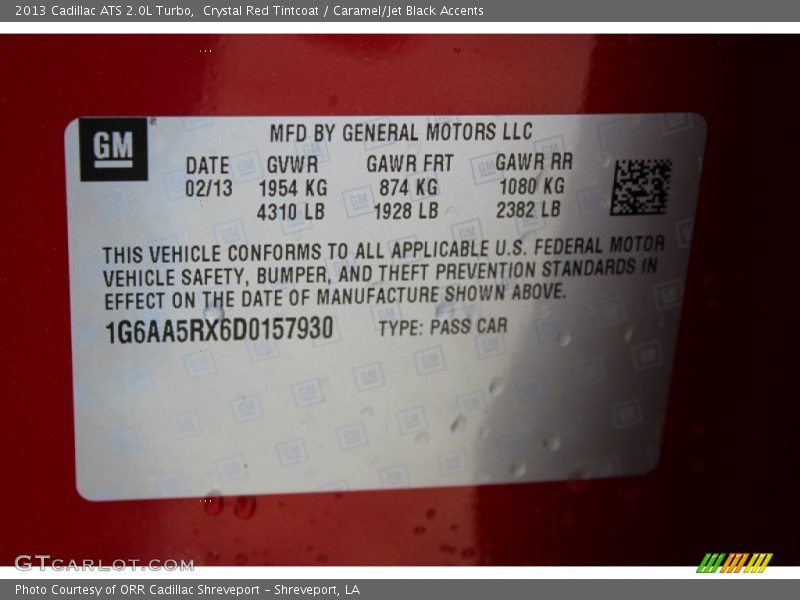 2013 Cadillac ATS 2.0L Turbo, Crystal Red Tintcoat / Caramel/Jet Black Accents
GM
MFD BY GENERAL MOTORS LLC
DATE GVWR GAWR FRT GAWR RR
02/13 1954 KG 874 KG 1080 KG
4310 LB 1928 LB 2382 LB
THIS VEHICLE CONFORMS TO ALL APPLICABLE U.S. FEDERAL MOTOR
VEHICLE SAFETY, BUMPER, AND THEFT PREVENTION STANDARDS IN
EFFECT ON THE DATE OF MANUFACTURE SHOWN ABOVE.
1G6AA5RX6D0157930 TYPE: PASS CAR
GTCARLOT.COM
Photo Courtesy of ORR Cadillac Shreveport - Shreveport, LA